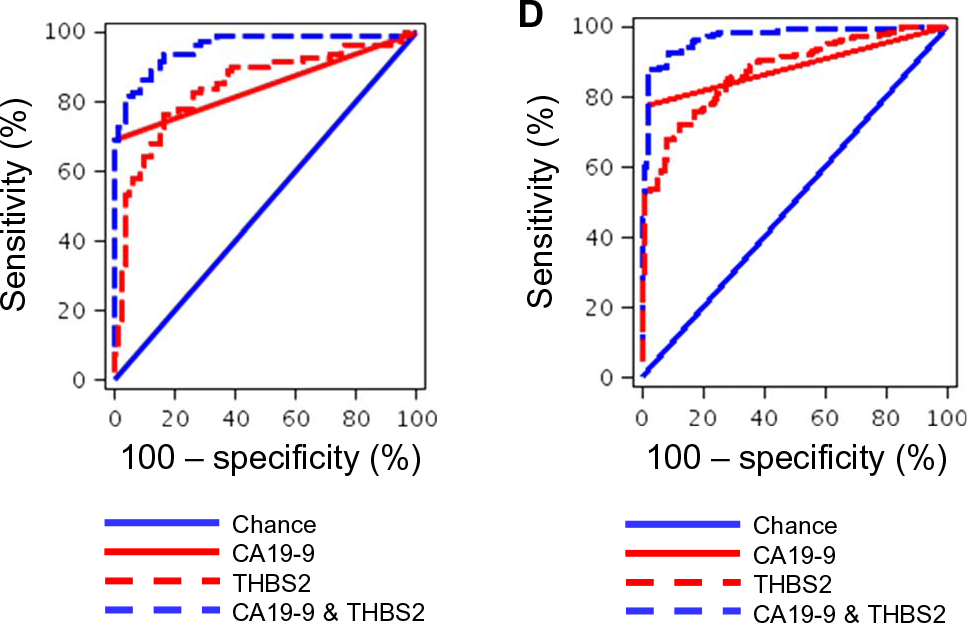 100
80
60
40
20
0
Sensitivity (%)
0 20 40 60 80 100
100 – specificity (%)
Chance
CA19-9
THBS2
CA19-9 & THBS2
D
100
80
60
40
20
0
Sensitivity (%)
0 20 40 60 80 100
100 – specificity (%)
Chance
CA19-9
THBS2
CA19-9 & THBS2